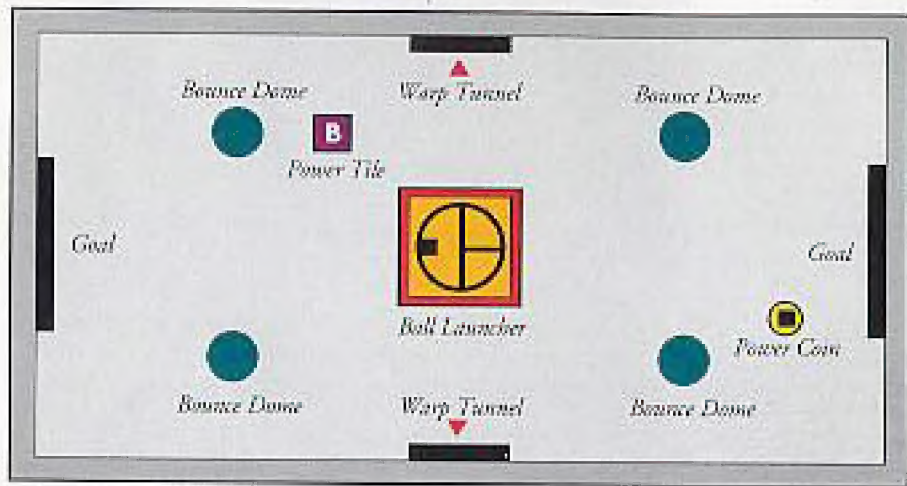 Bounce Dome
Warp Tunnel
Bounce Dome
B
Power Tile
Goal
Goal
Ball Launcher
Power Coin
Bounce Dome
Warp Tunnel
Bounce Dome